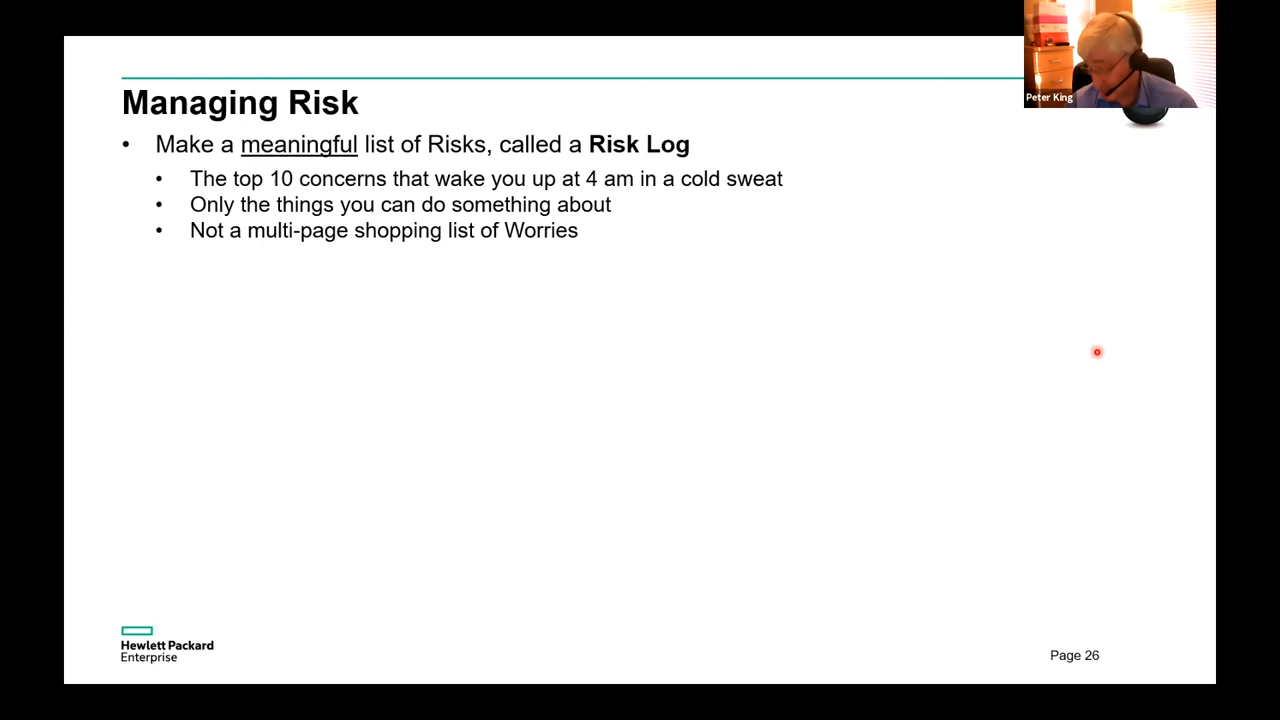 Managing Risk
• Make a meaningful list of Risks, called a Risk Log
• The top 10 concerns that wake you up at 4 am in a cold sweat
• Only the things you can do something about
• Not a multi-page shopping list of Worries
Peter King
Hewlett Packard
Enterprise
Page 26